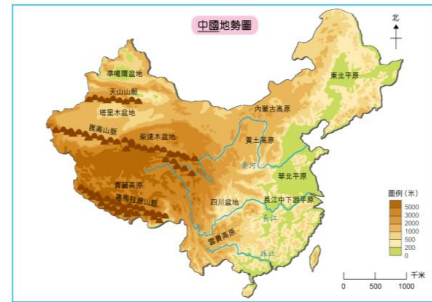 中國地勢圖
北
東北平原
準噶爾盆地
天山山脈
塔里木盆地
內蒙古高原
崑崙山脈
柴達木盆地
黃土高原
黃河
華北平原
青藏高原
喜馬拉雅山脈
四川盆地
長江中下游平原
長江
雲貴高原
珠江
圖例(米)
5000
3000
2000
1000
500
200
0
千米
0
500
1000